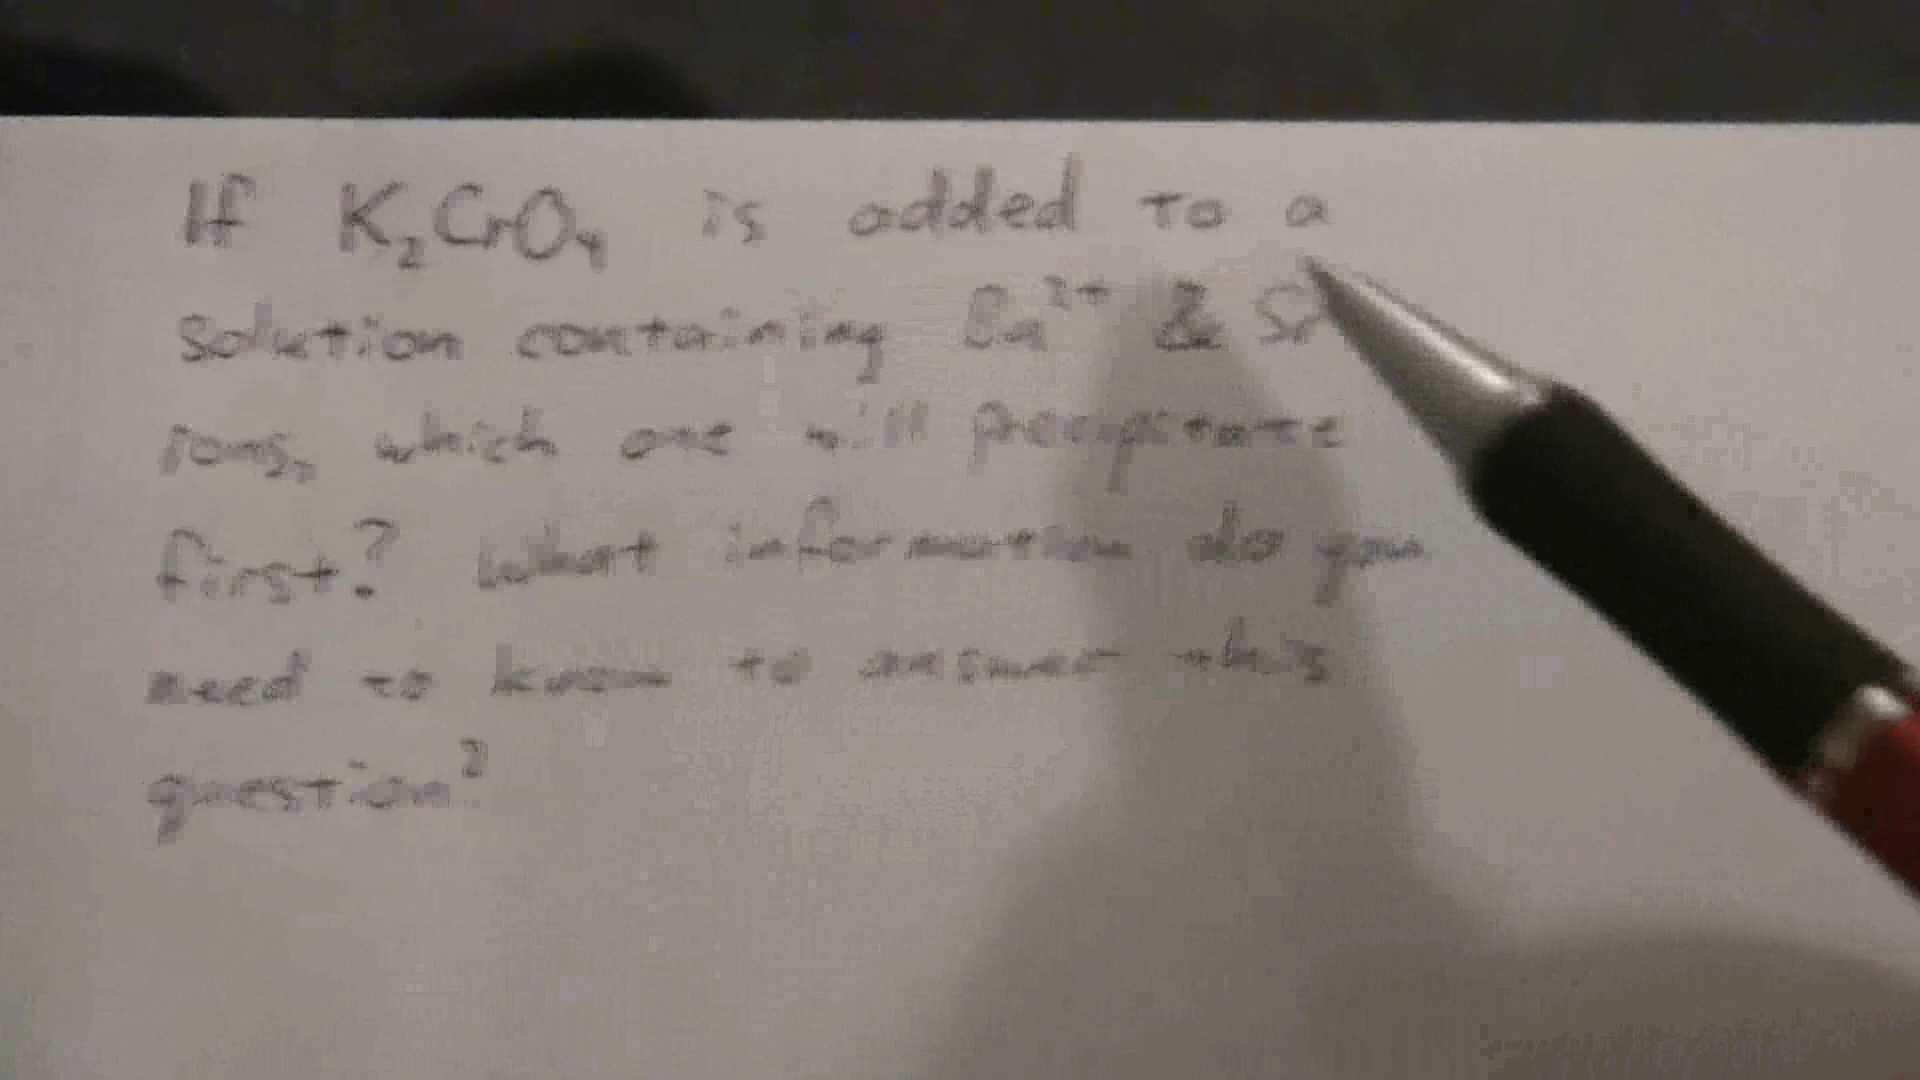 If K₂CrO₄ is added to a
solution containing Ba²⁺ & Sr
ions, which one will precipitate
first? What information do you
need to know to answer this
question?